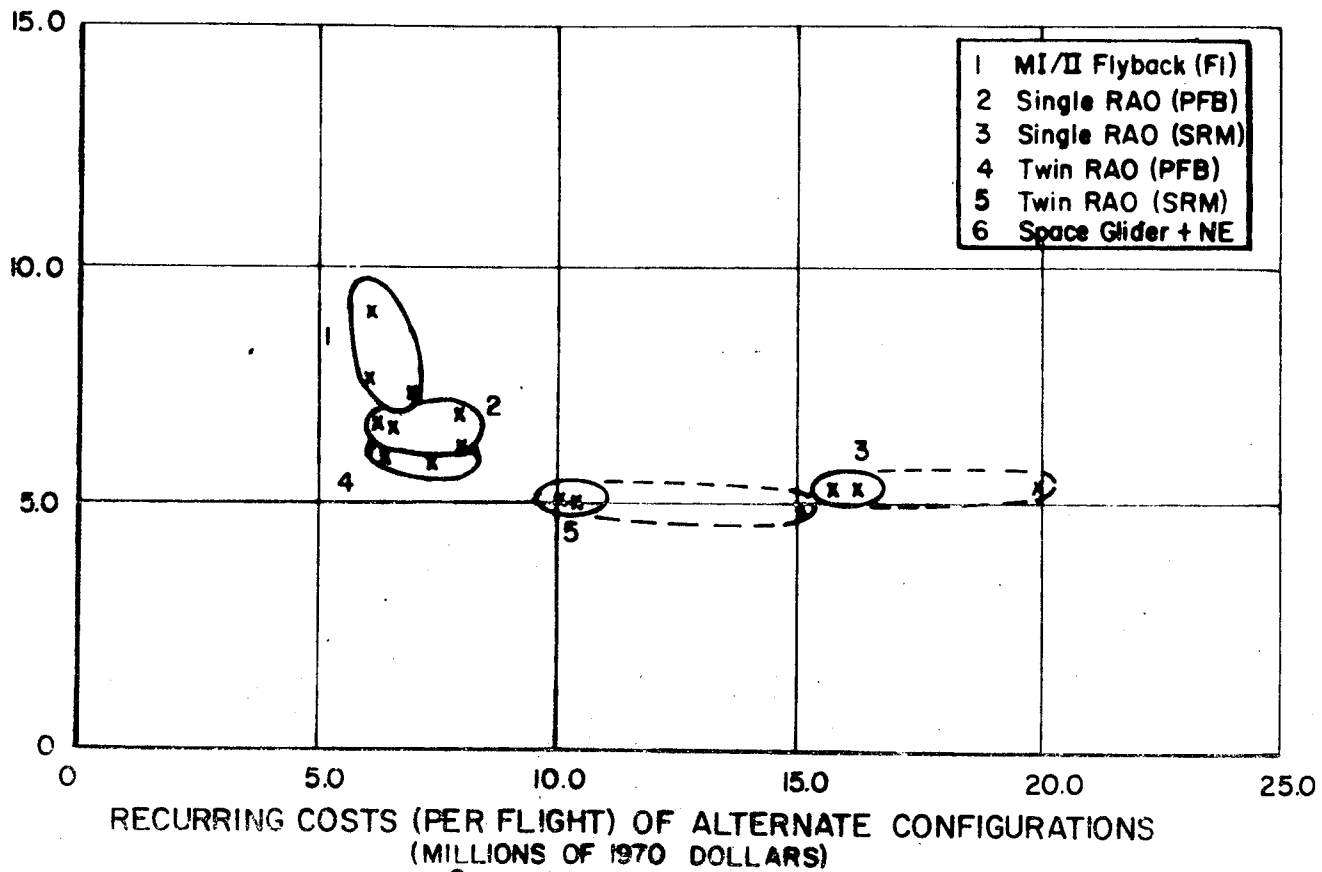 15.0
1 MI/II Flyback (F1)
2 Single RAO (PFB)
3 Single RAO (SRM)
4 Twin RAO (PFB)
5 Twin RAO (SRM)
6 Space Glider + NE
10.0
1
2
3
4
5.0
5
0
0 5.0 10.0 15.0 20.0 25.0
RECURRING COSTS (PER FLIGHT) OF ALTERNATE CONFIGURATIONS
(MILLIONS OF 1970 DOLLARS)